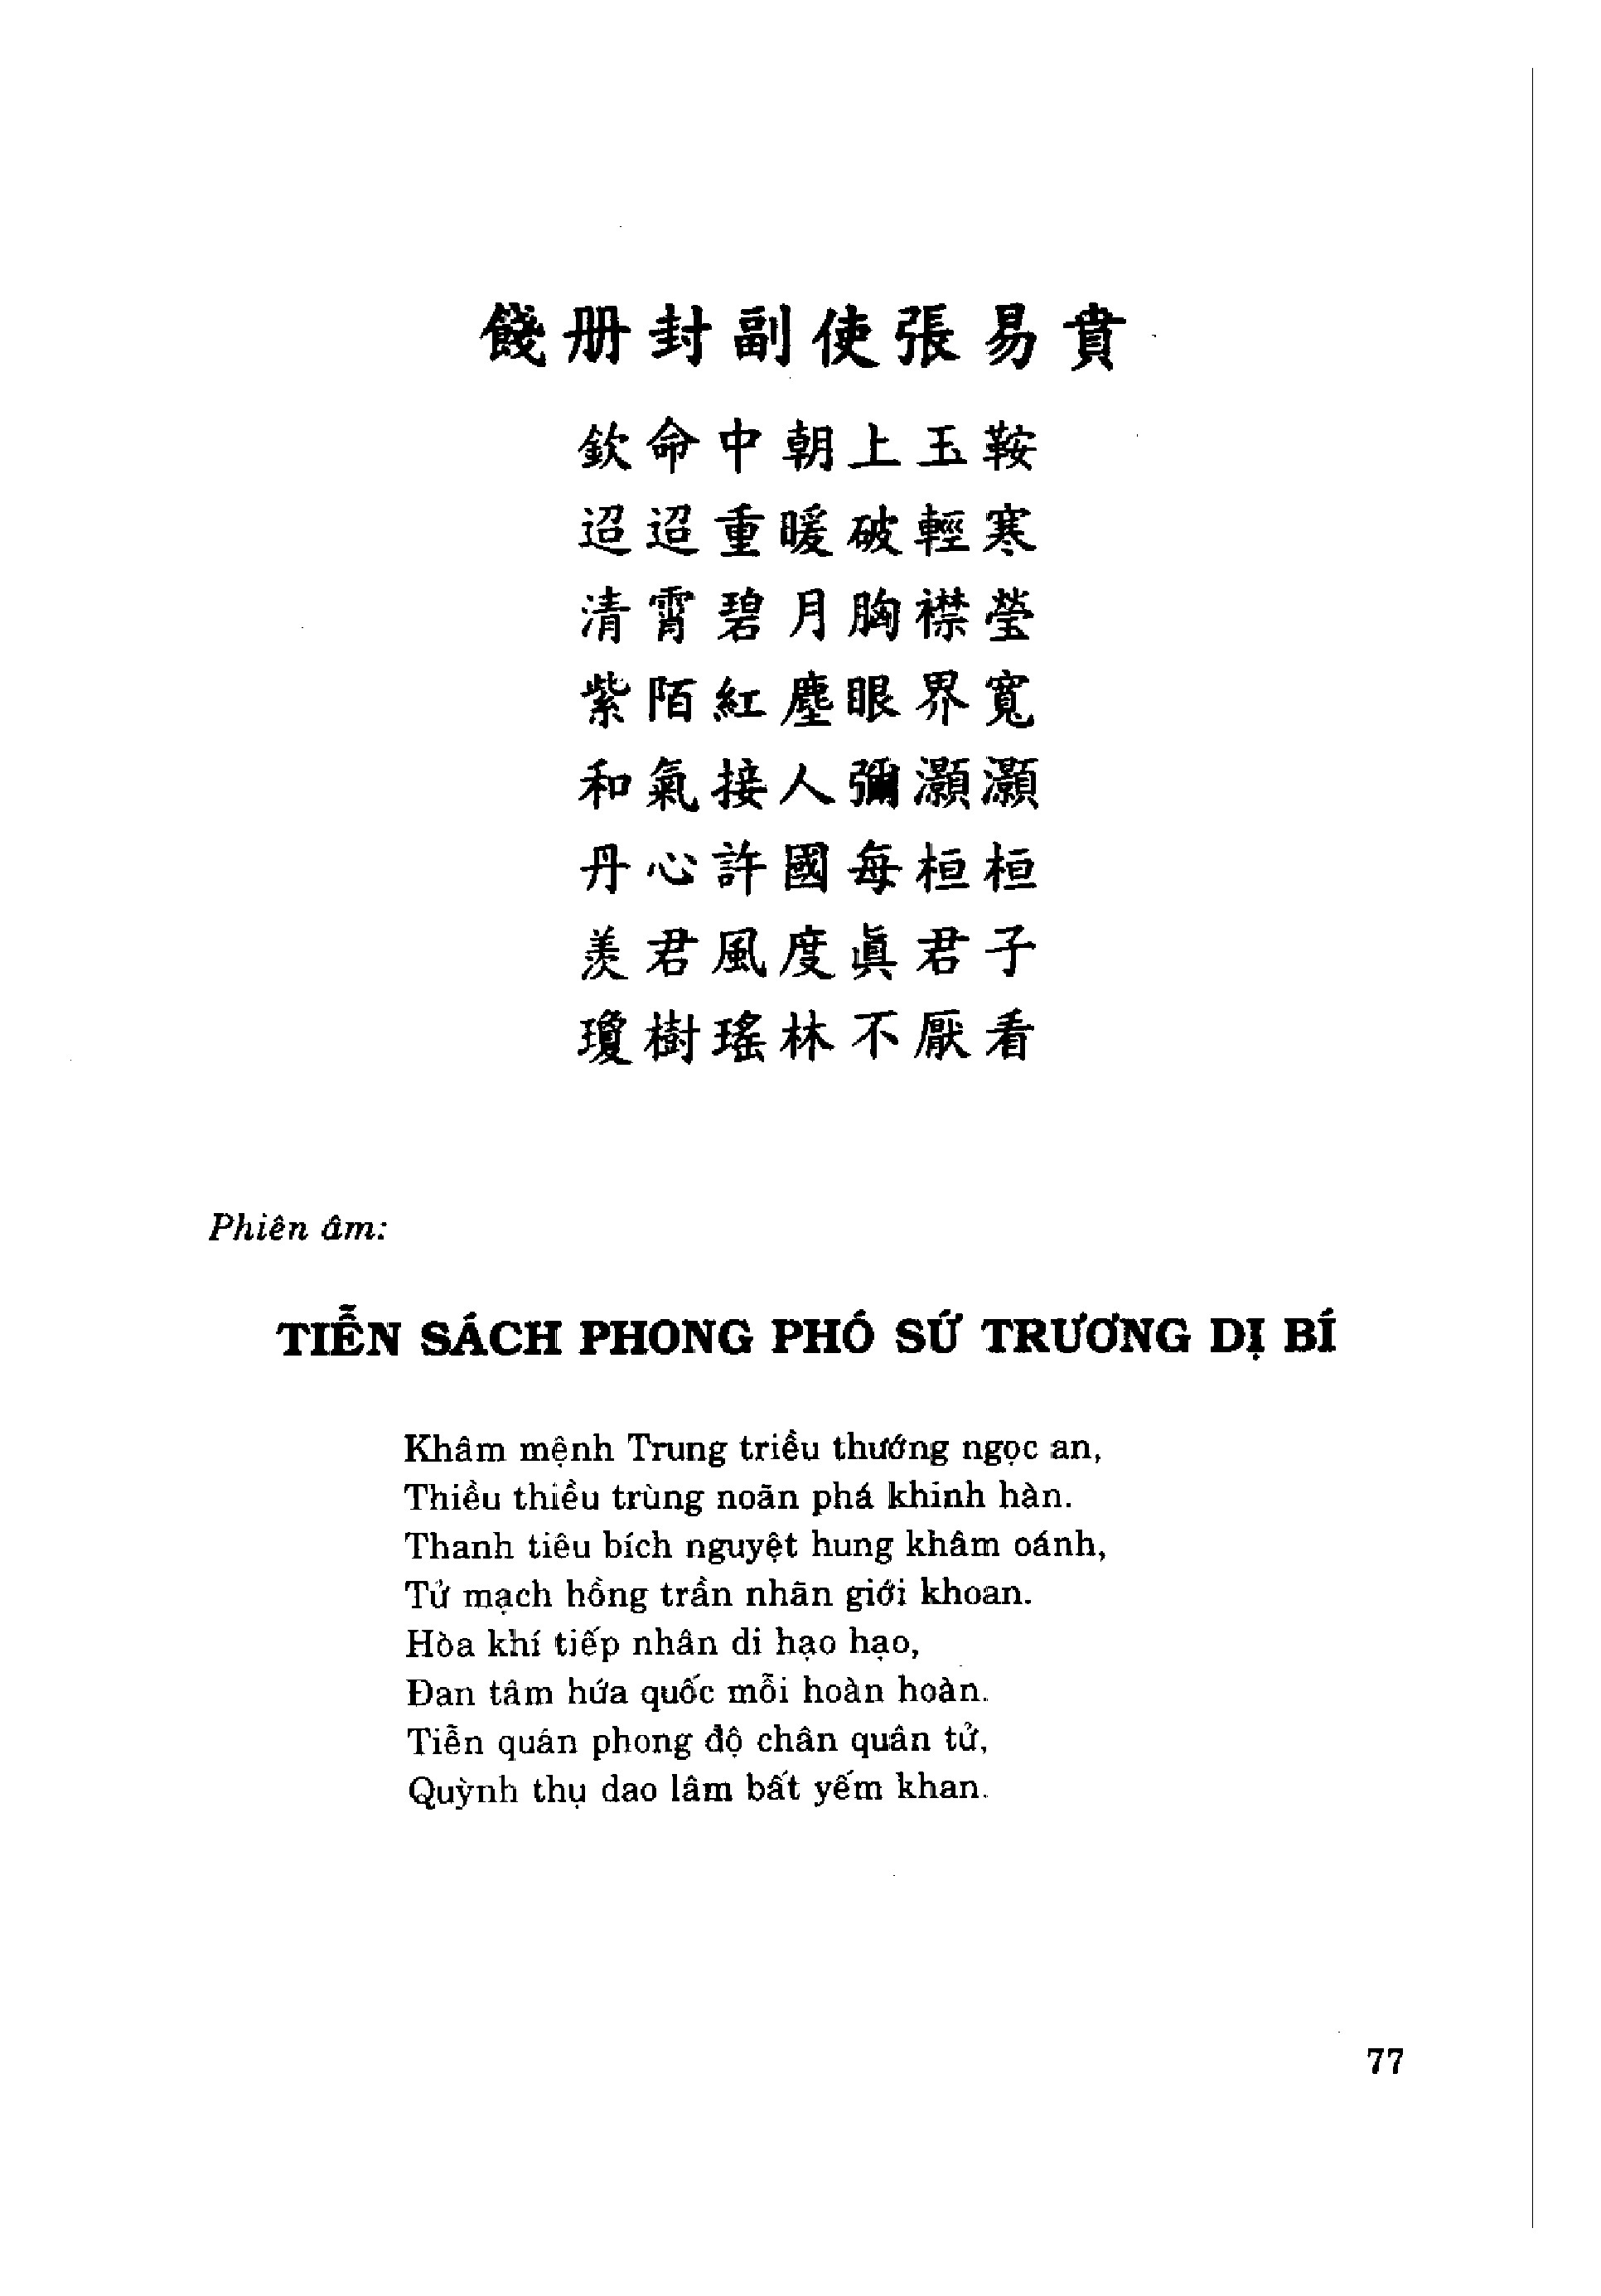 餞册封副使張易賁
欽命中朝上玉鞍
迢迢重暖破輕寒
清霄碧月胸襟瑩
紫陌紅塵眼界寬
和氣接人彌灝灝
丹心許國每桓桓
羨君風度眞君子
瓊樹瑤林不厭看
Phiên âm:
TIỄN SÁCH PHONG PHÓ SỨ TRƯƠNG DỊ BÍ
Khâm mệnh Trung triều thướng ngọc an,
Thiều thiều trùng noãn phá khinh hàn.
Thanh tiêu bích nguyệt hung khâm oánh,
Tử mạch hồng trần nhãn giới khoan.
Hòa khí tiếp nhân di hạo hạo,
Đan tâm hứa quốc mỗi hoàn hoàn.
Tiễn quán phong độ chân quân tử,
Quỳnh thụ dao lâm bất yếm khan.
77